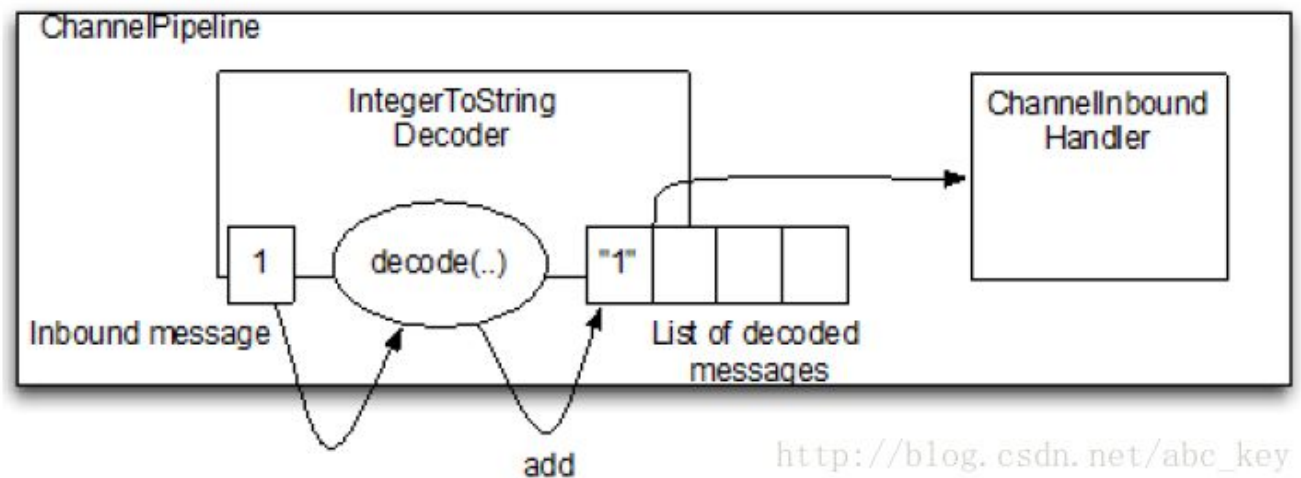 ChannelPipeline
IntegerToString
Decoder
ChannelInbound
Handler
1
decode(..)
"1"
Inbound message
List of decoded
messages
add
http://blog.csdn.net/abc_key